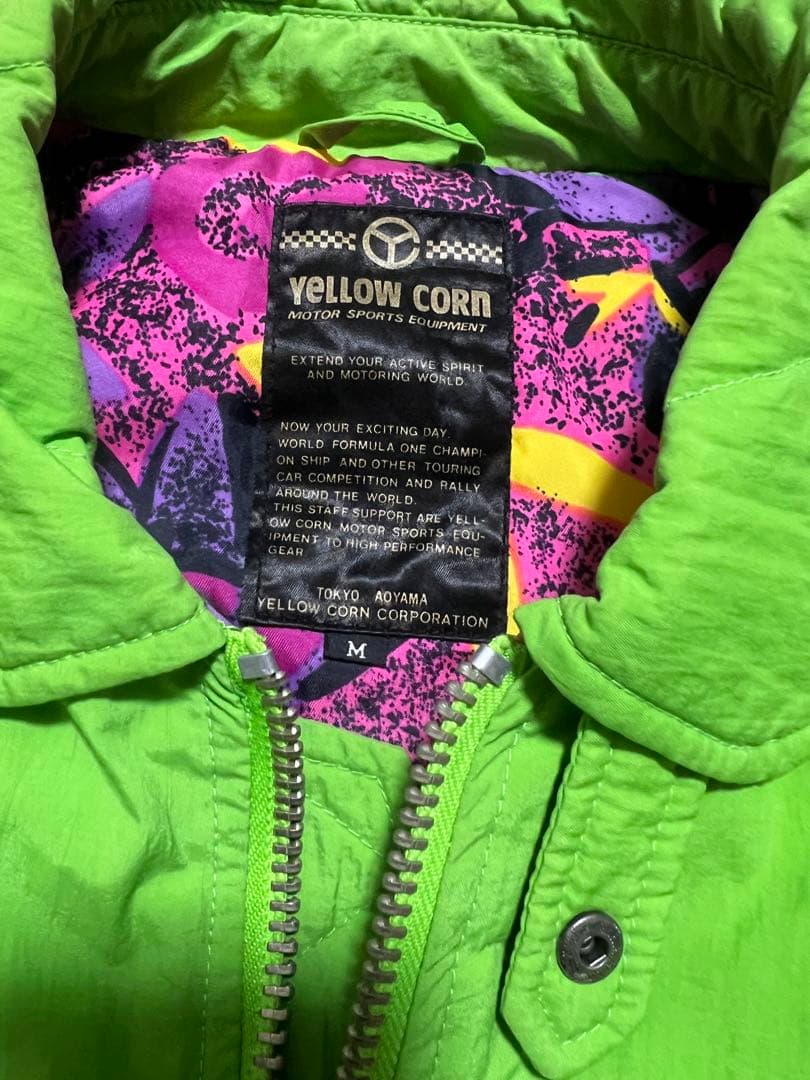 YELLOW CORN
MOTOR SPORTS EQUIPMENT
EXTEND YOUR ACTIVE SPIRIT
AND MOTORING WORLD.
NOW YOUR EXCITING DAY.
WORLD FORMULA ONE CHAMPI-
ON SHIP AND OTHER TOURING
CAR COMPETITION AND RALLY
AROUND THE WORLD.
THIS STAFF SUPPORT ARE YELL-
OW CORN MOTOR SPORTS EQU-
IPMENT TO HIGH PERFORMANCE
GEAR
TOKYO AOYAMA
YELLOW CORN CORPORATION
M